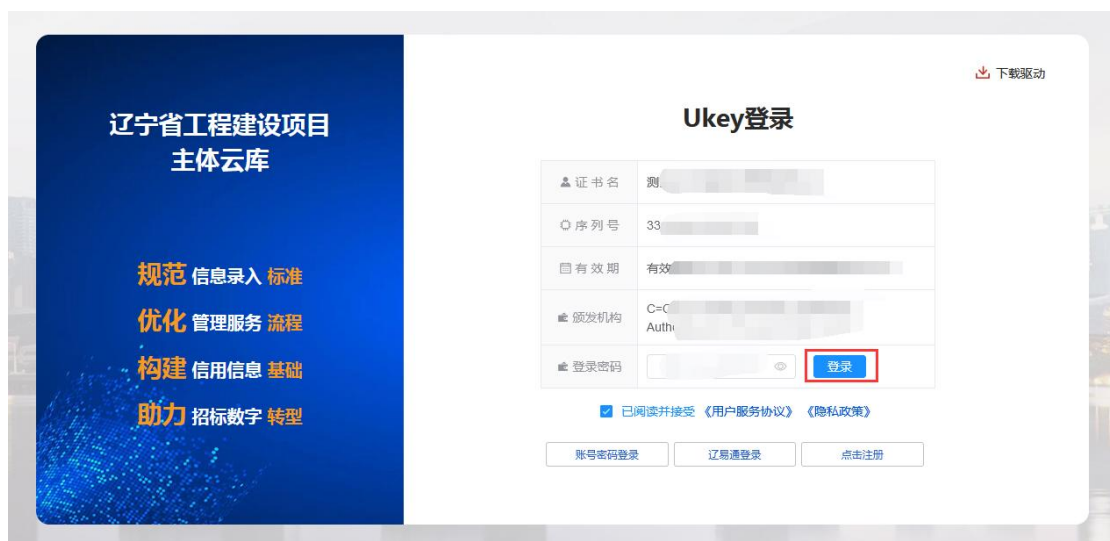 下载驱动
辽宁省工程建设项目
主体云库
规范 信息录入 标准
优化 管理服务 流程
构建 信用信息 基础
助力 招标数字 转型
Ukey登录
证书名 测
序列号 33
有效期 有效
颁发机构 C=C
Autho
登录密码 登录
已阅读并接受 《用户服务协议》 《隐私政策》
账号密码登录 辽易通登录 点击注册